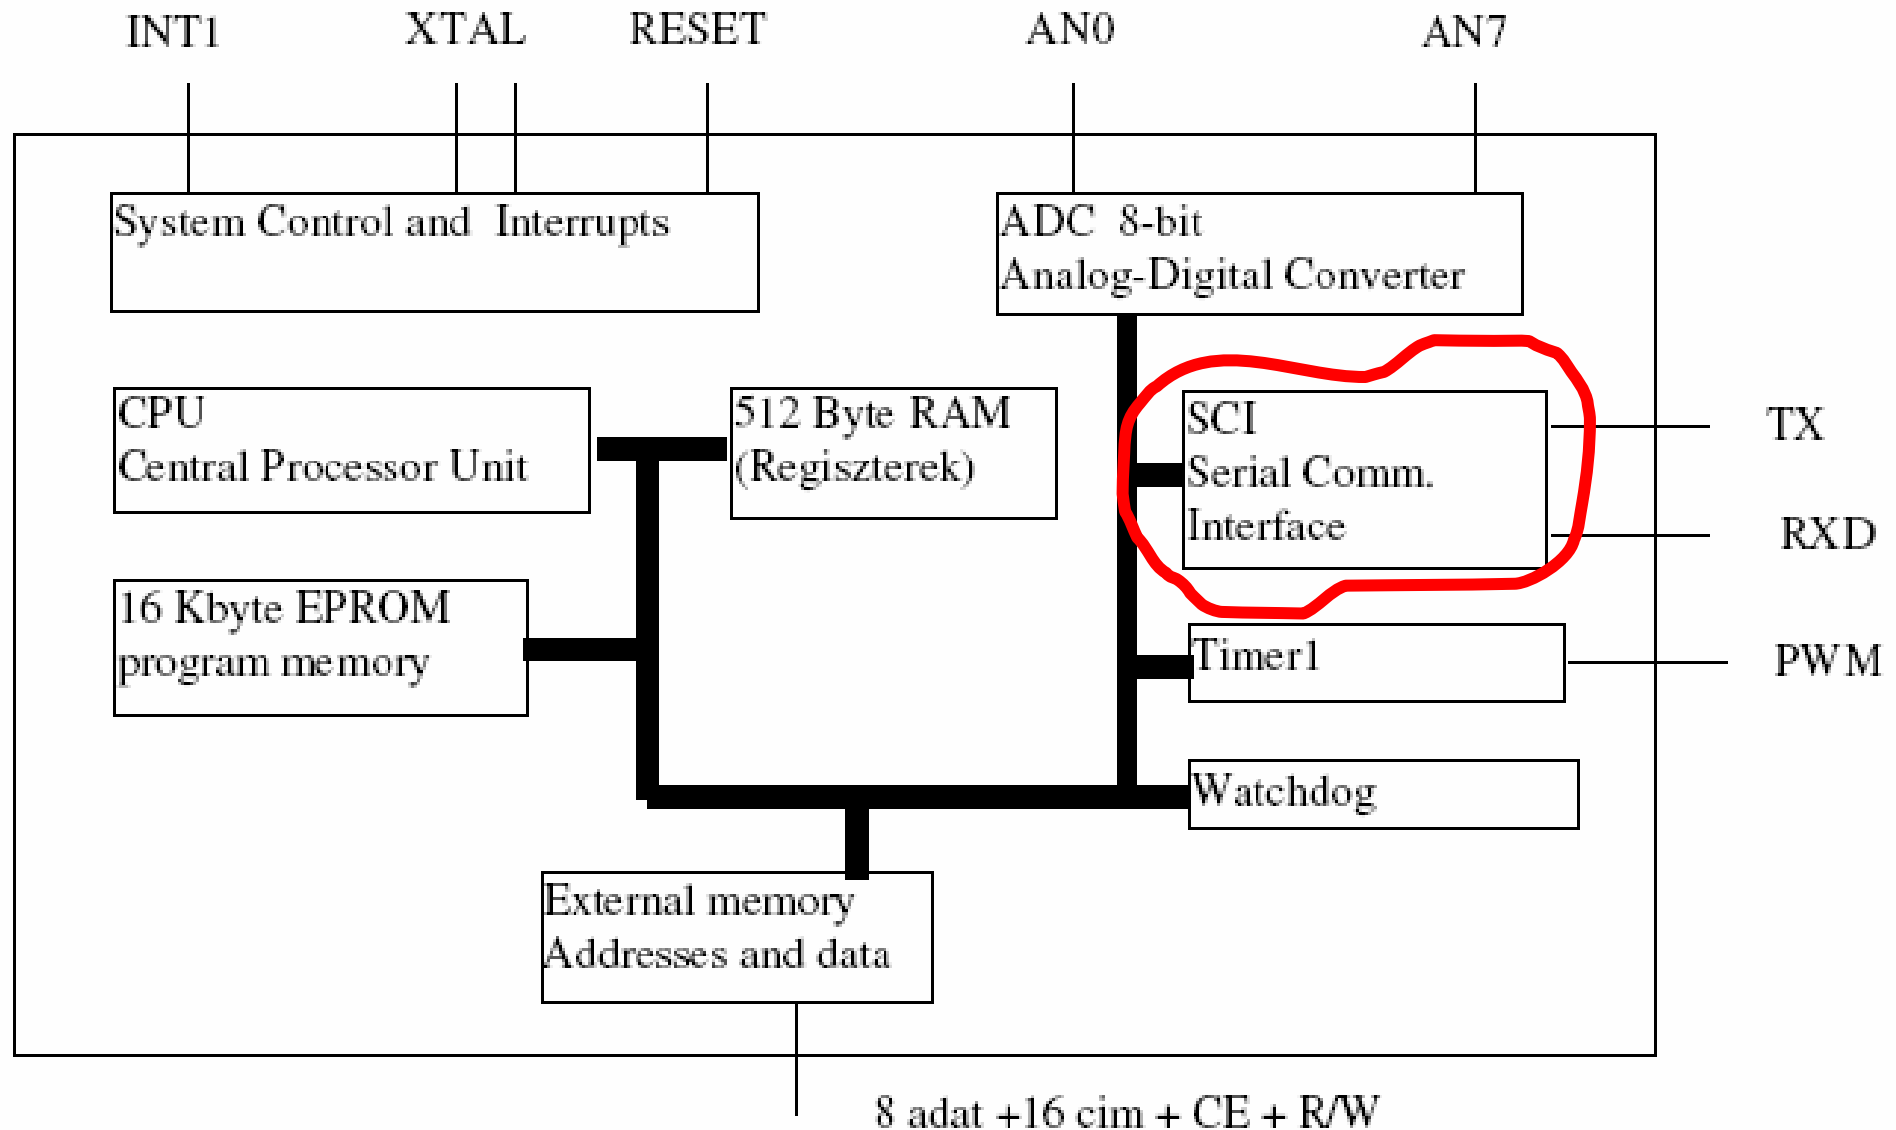 INT1 XTAL RESET AN0 AN7
System Control and Interrupts
ADC 8-bit
Analog-Digital Converter
CPU
Central Processor Unit
512 Byte RAM
(Regiszterek)
SCI
Serial Comm.
Interface
TX
RXD
16 Kbyte EPROM
program memory
Timer1
PWM
Watchdog
External memory
Addresses and data
8 adat +16 cim + CE + R/W